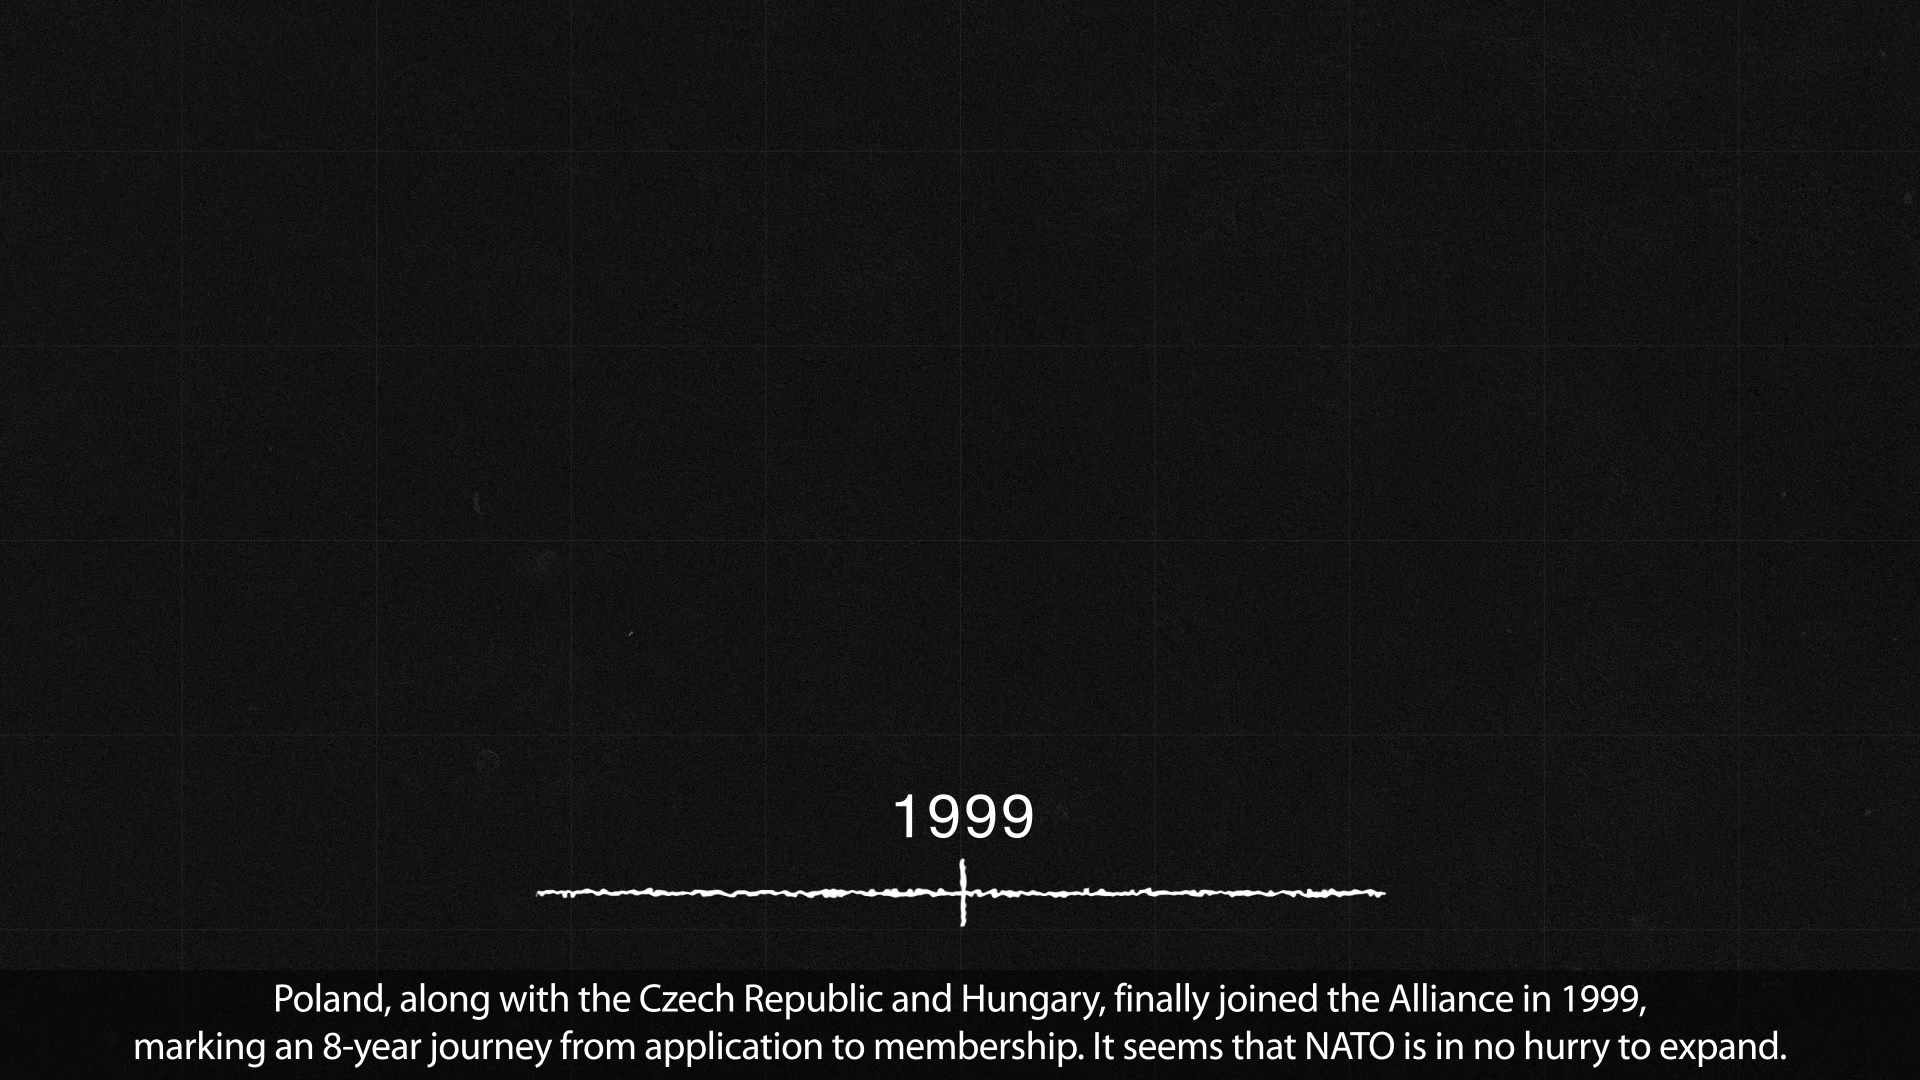 1999
Poland, along with the Czech Republic and Hungary, finally joined the Alliance in 1999,
marking an 8-year journey from application to membership. It seems that NATO is in no hurry to expand.